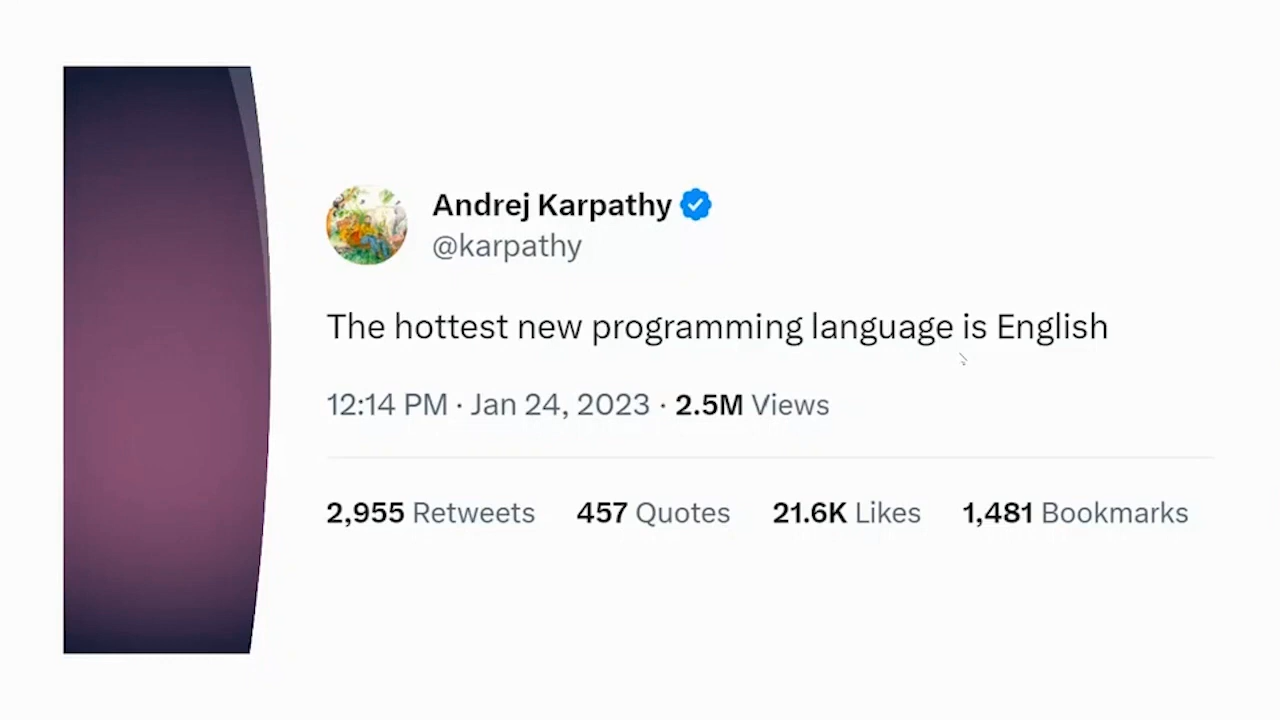 Andrej Karpathy
@karpathy
The hottest new programming language is English
12:14 PM · Jan 24, 2023 · 2.5M Views
2,955 Retweets 457 Quotes 21.6K Likes 1,481 Bookmarks